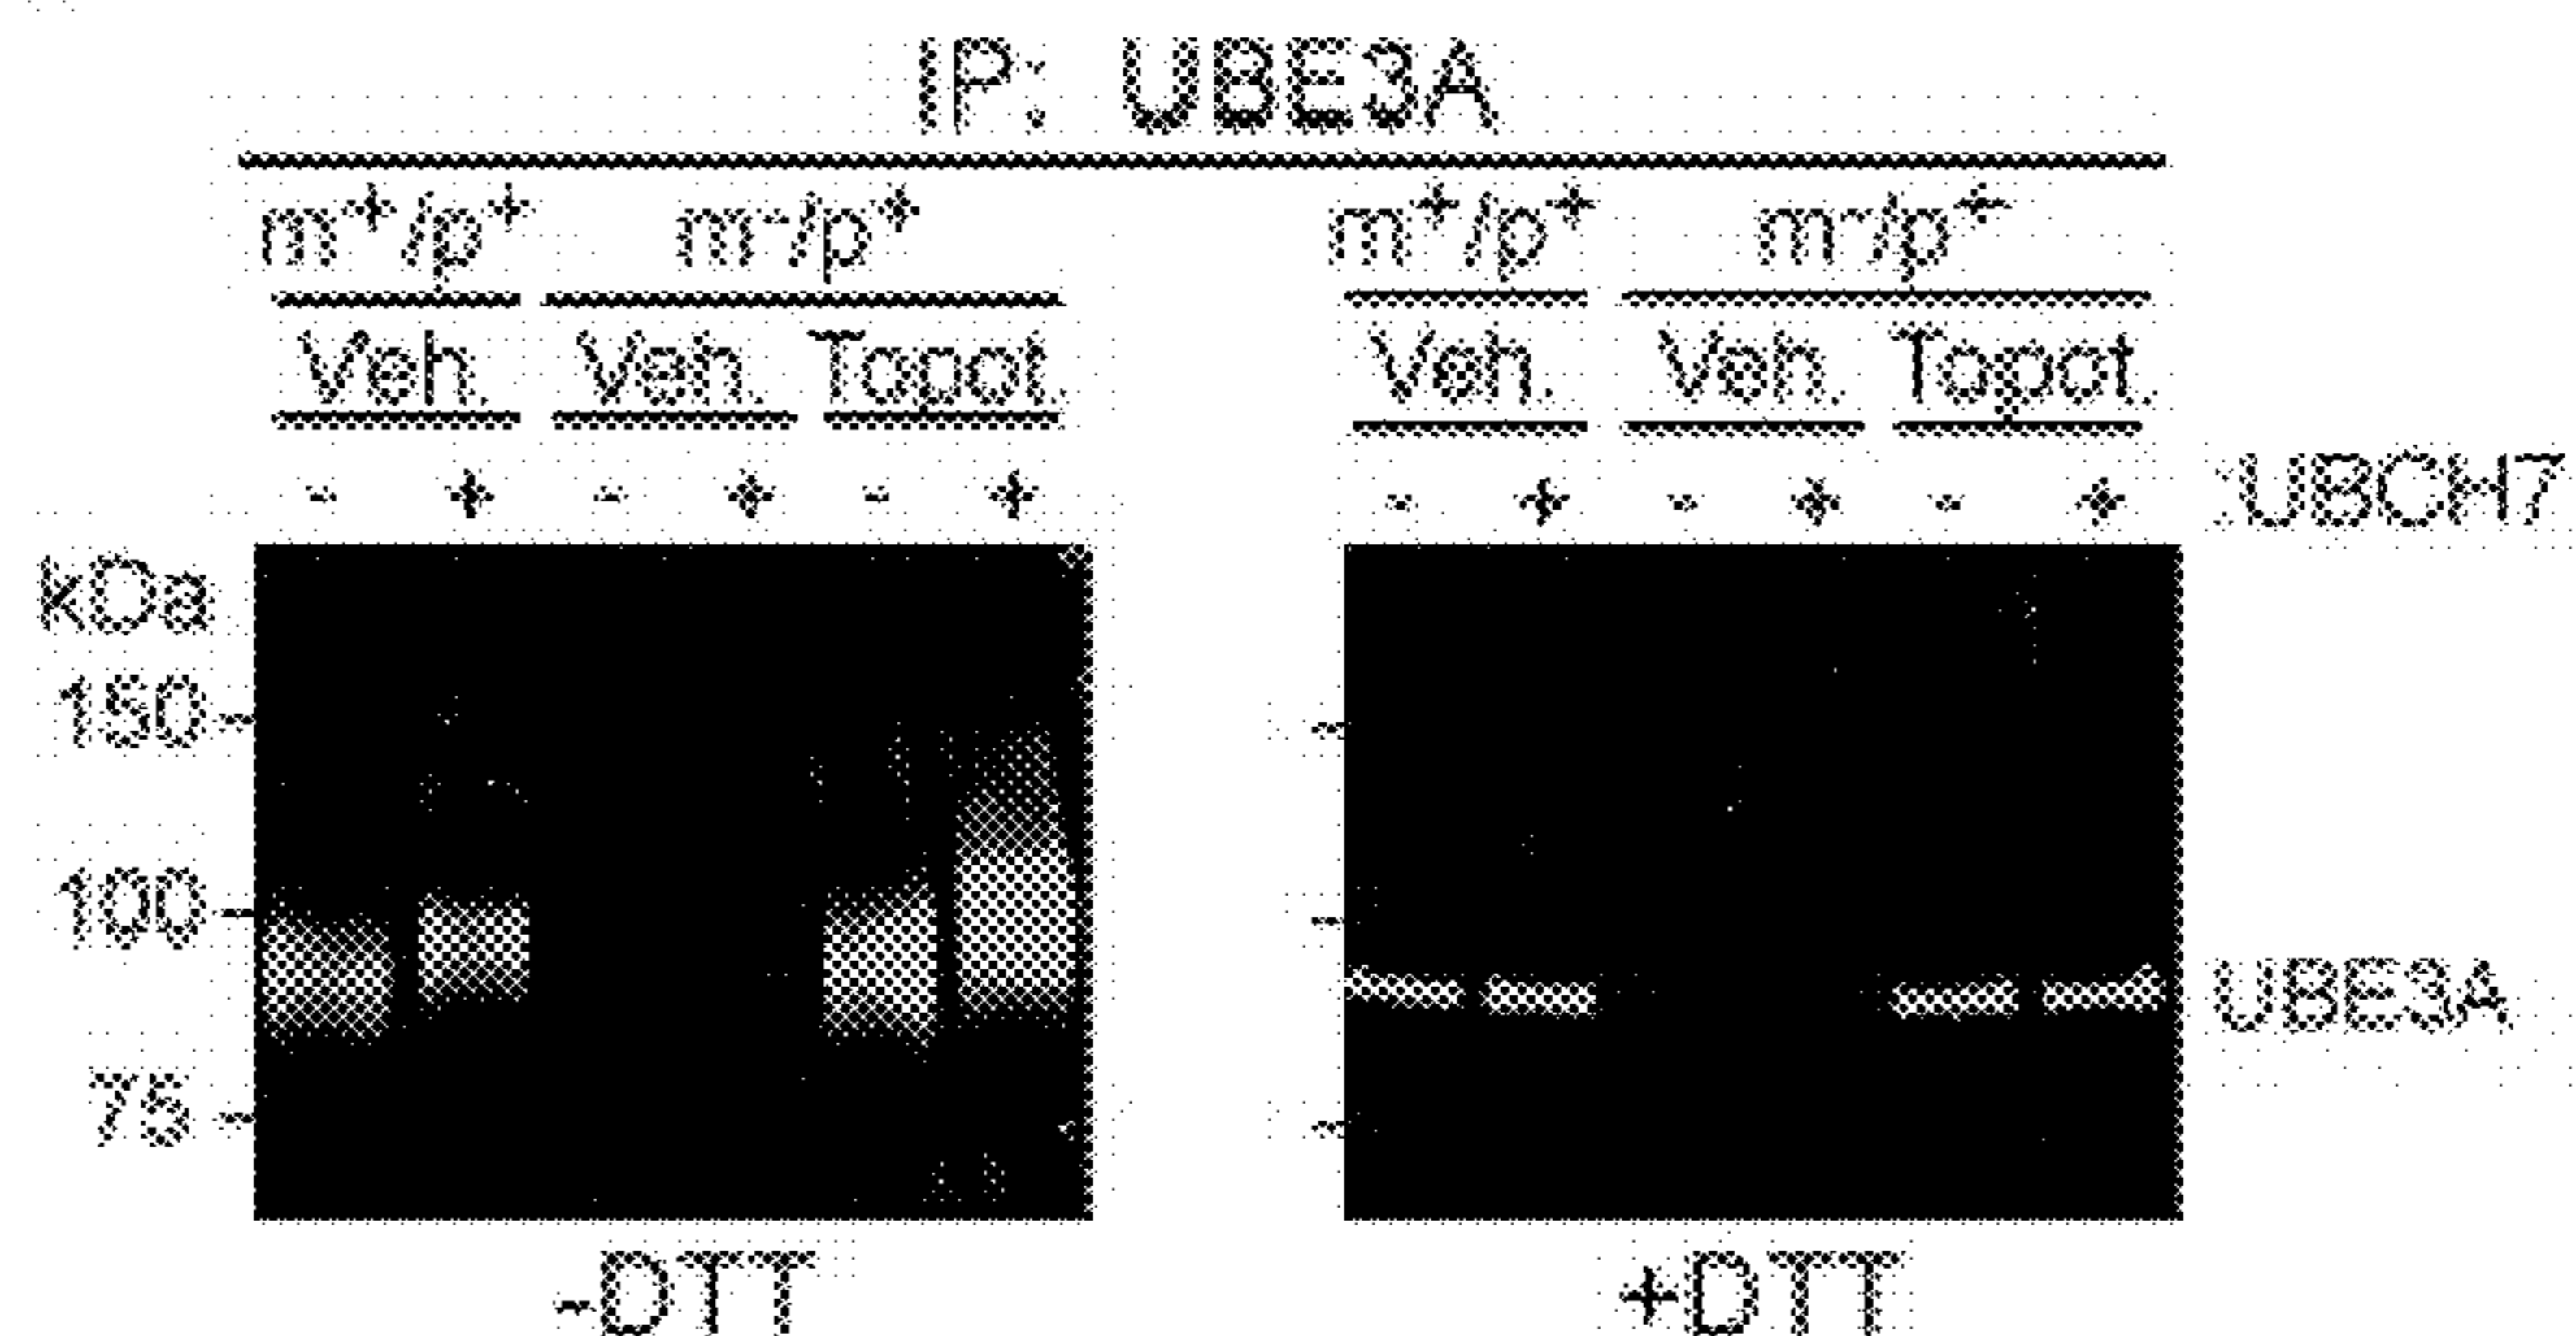 IP: UBE3A
m+/p+ m-/p+ m+/p+ m-/p+
Veh. Veh. Topot. Veh. Veh. Topot.
- + - + - + - + - + - + :UBCH7
kDa
150
100
UBE3A
75
-DTT +DTT